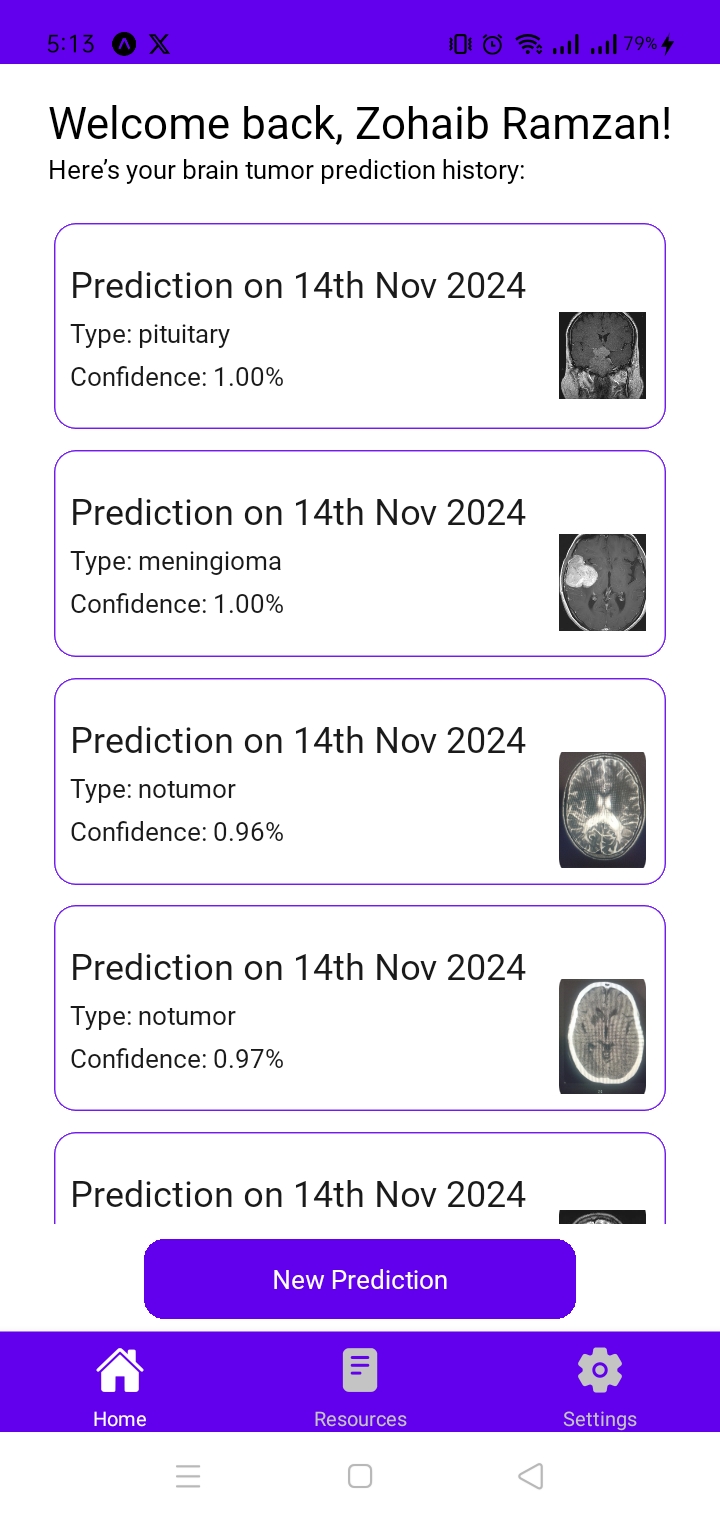 5:13
79%
Welcome back, Zohaib Ramzan!
Here’s your brain tumor prediction history:
Prediction on 14th Nov 2024
Type: pituitary
Confidence: 1.00%
Prediction on 14th Nov 2024
Type: meningioma
Confidence: 1.00%
Prediction on 14th Nov 2024
Type: notumor
Confidence: 0.96%
Prediction on 14th Nov 2024
Type: notumor
Confidence: 0.97%
Prediction on 14th Nov 2024
New Prediction
Home
Resources
Settings